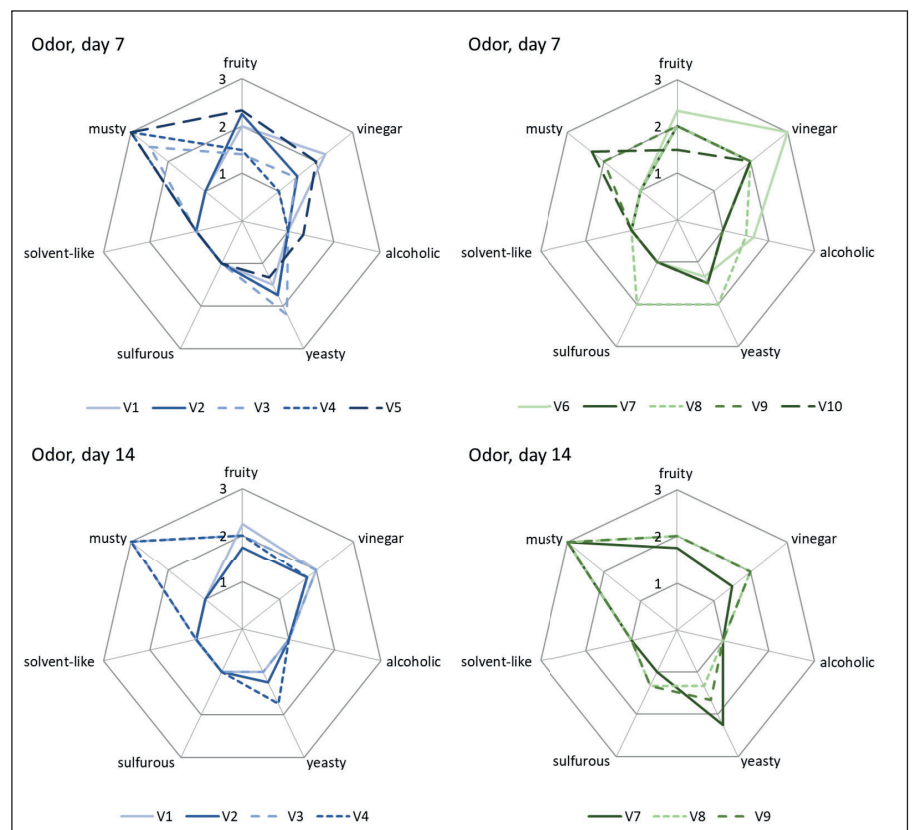 Odor, day 7
fruity
3
2
1
vinegar
musty
alcoholic
solvent-like
sulfurous
yeasty
V1 V2 V3 V4 V5
Odor, day 7
fruity
3
2
1
vinegar
musty
alcoholic
solvent-like
sulfurous
yeasty
V6 V7 V8 V9 V10
Odor, day 14
fruity
3
2
1
vinegar
musty
alcoholic
solvent-like
sulfurous
yeasty
V1 V2 V3 V4
Odor, day 14
fruity
3
2
1
vinegar
musty
alcoholic
solvent-like
sulfurous
yeasty
V7 V8 V9